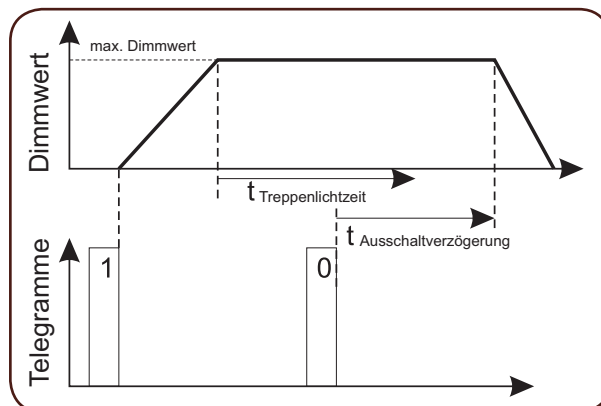 max. Dimmwert
Dimmwert
t Treppenlichtzeit
t Ausschaltverzögerung
Telegramme
1
0